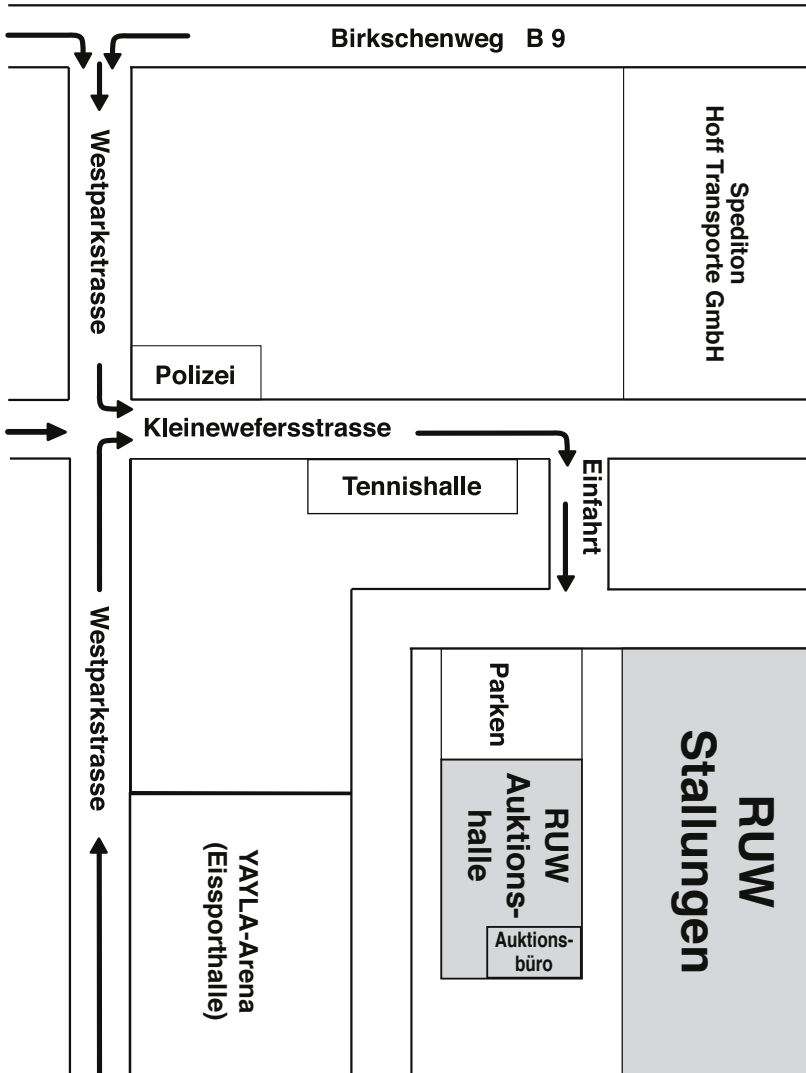 Birkschenweg B 9
Westparkstrasse
Spediton
Hoff Transporte GmbH
Polizei
Kleinewefersstrasse
Einfahrt
Tennishalle
Westparkstrasse
Parken
RUW
Auktions-
halle
Auktions-
büro
RUW
Stallungen
YAYLA-Arena
(Eissporthalle)